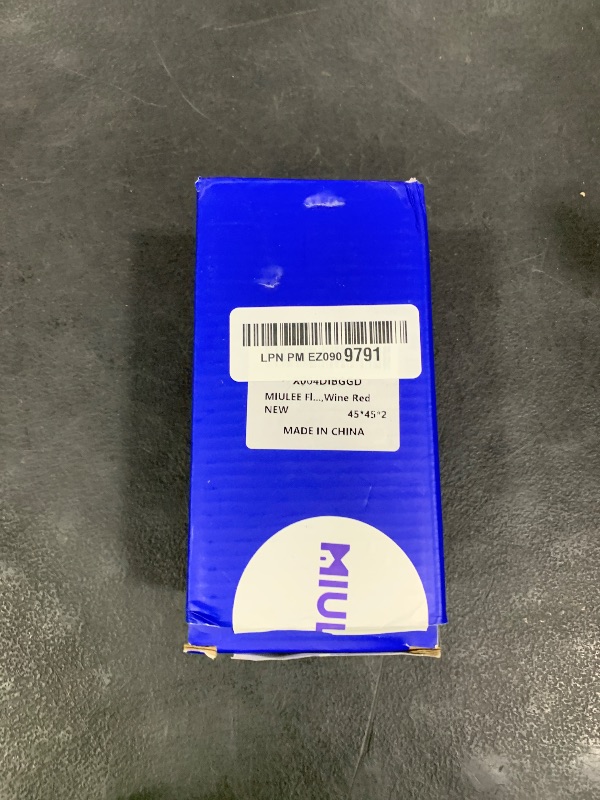 LPN PM EZ090 9791
X004DIBGGD
MIULEE Fl...,Wine Red
NEW 45*45*2
MADE IN CHINA
MIUL